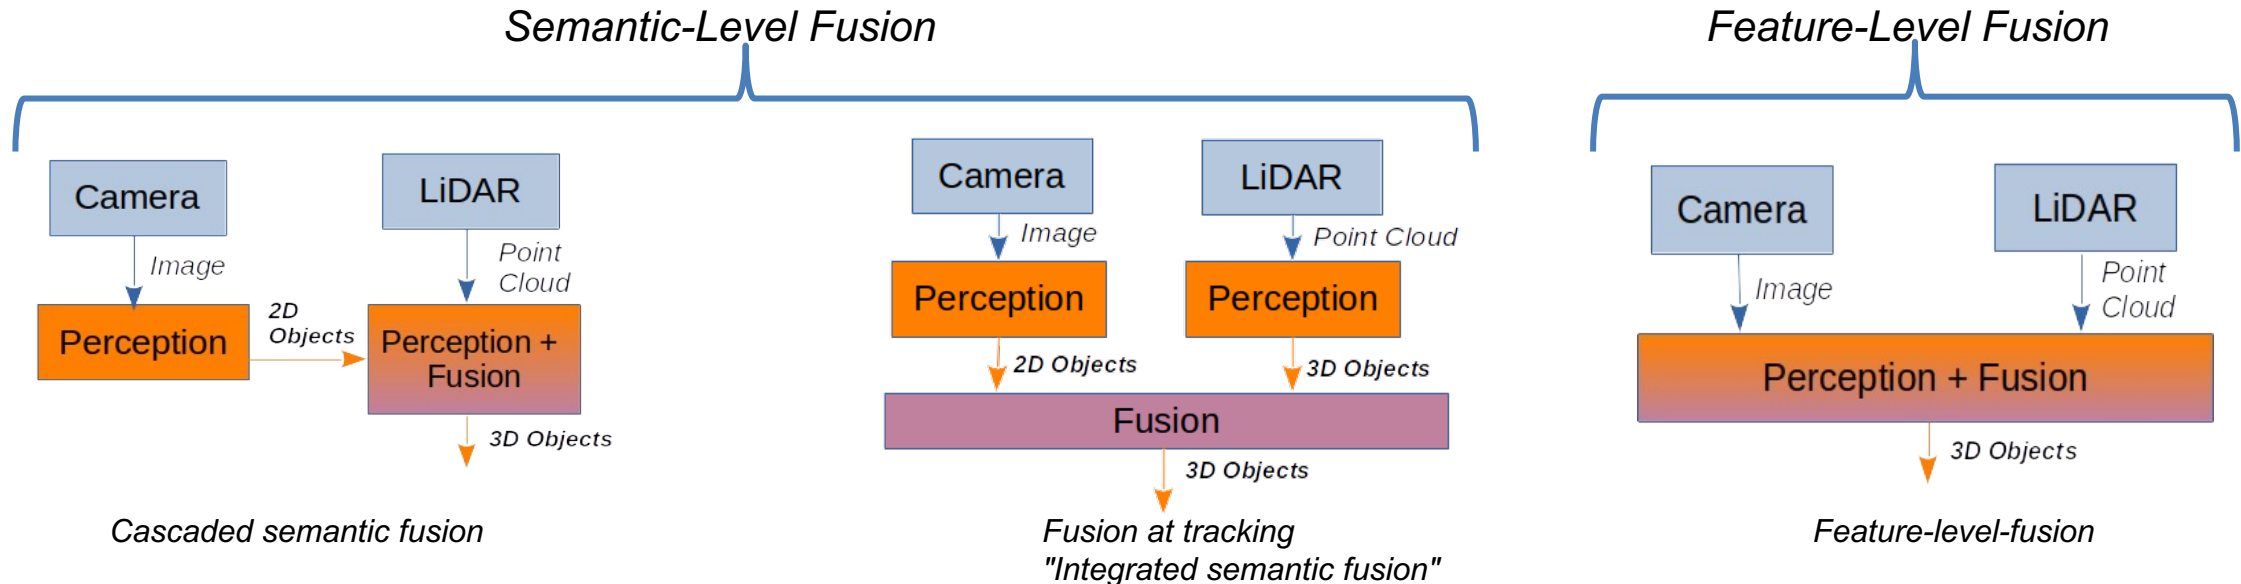 Semantic-Level Fusion
Feature-Level Fusion
Camera
LiDAR
Image
Point
Cloud
Perception
2D
Objects
Perception +
Fusion
3D Objects
Cascaded semantic fusion
Camera
LiDAR
Image
Point Cloud
Perception
Perception
2D Objects
3D Objects
Fusion
3D Objects
Fusion at tracking
"Integrated semantic fusion"
Camera
LiDAR
Image
Point
Cloud
Perception + Fusion
3D Objects
Feature-level-fusion